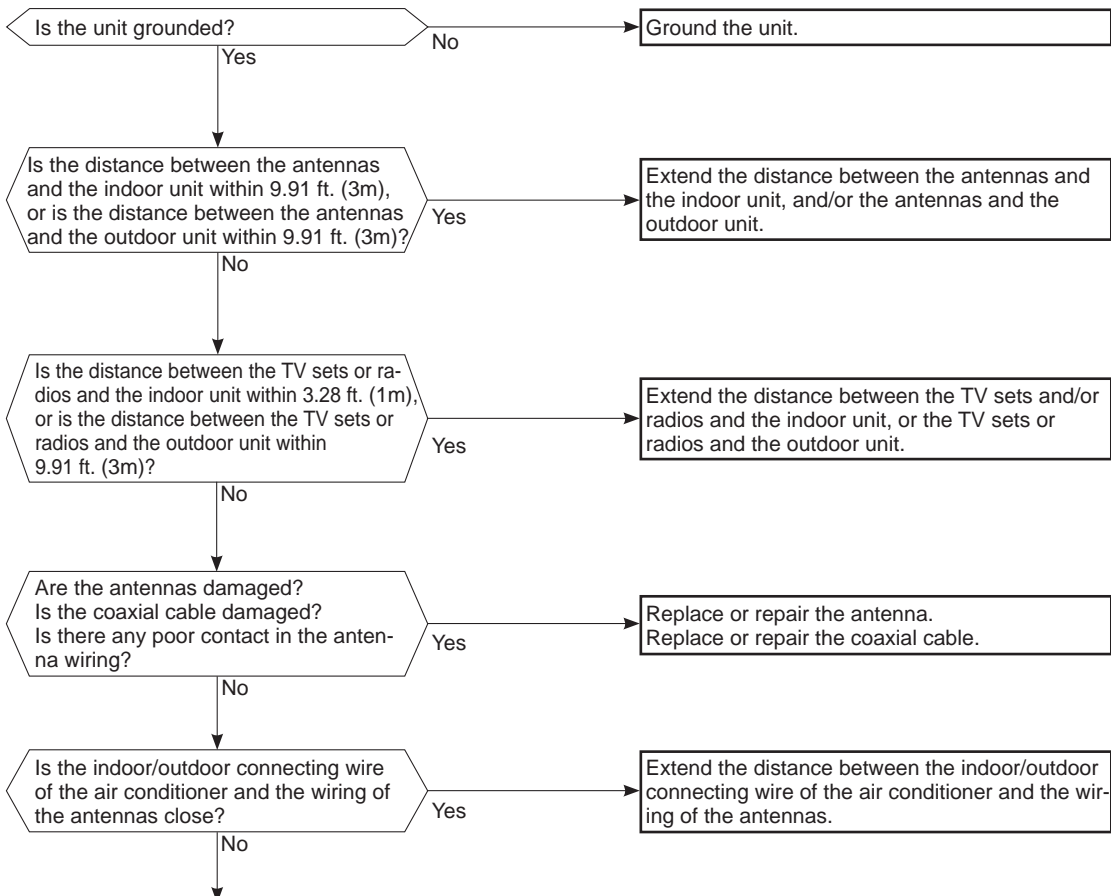 Is the unit grounded?
No
Ground the unit.
Yes
Is the distance between the antennas
and the indoor unit within 9.91 ft. (3m),
or is the distance between the antennas
and the outdoor unit within 9.91 ft. (3m)?
Yes
Extend the distance between the antennas and
the indoor unit, and/or the antennas and the
outdoor unit.
No
Is the distance between the TV sets or ra-
dios and the indoor unit within 3.28 ft. (1m),
or is the distance between the TV sets or
radios and the outdoor unit within
9.91 ft. (3m)?
Yes
Extend the distance between the TV sets and/or
radios and the indoor unit, or the TV sets or
radios and the outdoor unit.
No
Are the antennas damaged?
Is the coaxial cable damaged?
Is there any poor contact in the anten-
na wiring?
Yes
Replace or repair the antenna.
Replace or repair the coaxial cable.
No
Is the indoor/outdoor connecting wire
of the air conditioner and the wiring of
the antennas close?
Yes
Extend the distance between the indoor/outdoor
connecting wire of the air conditioner and the wir-
ing of the antennas.
No